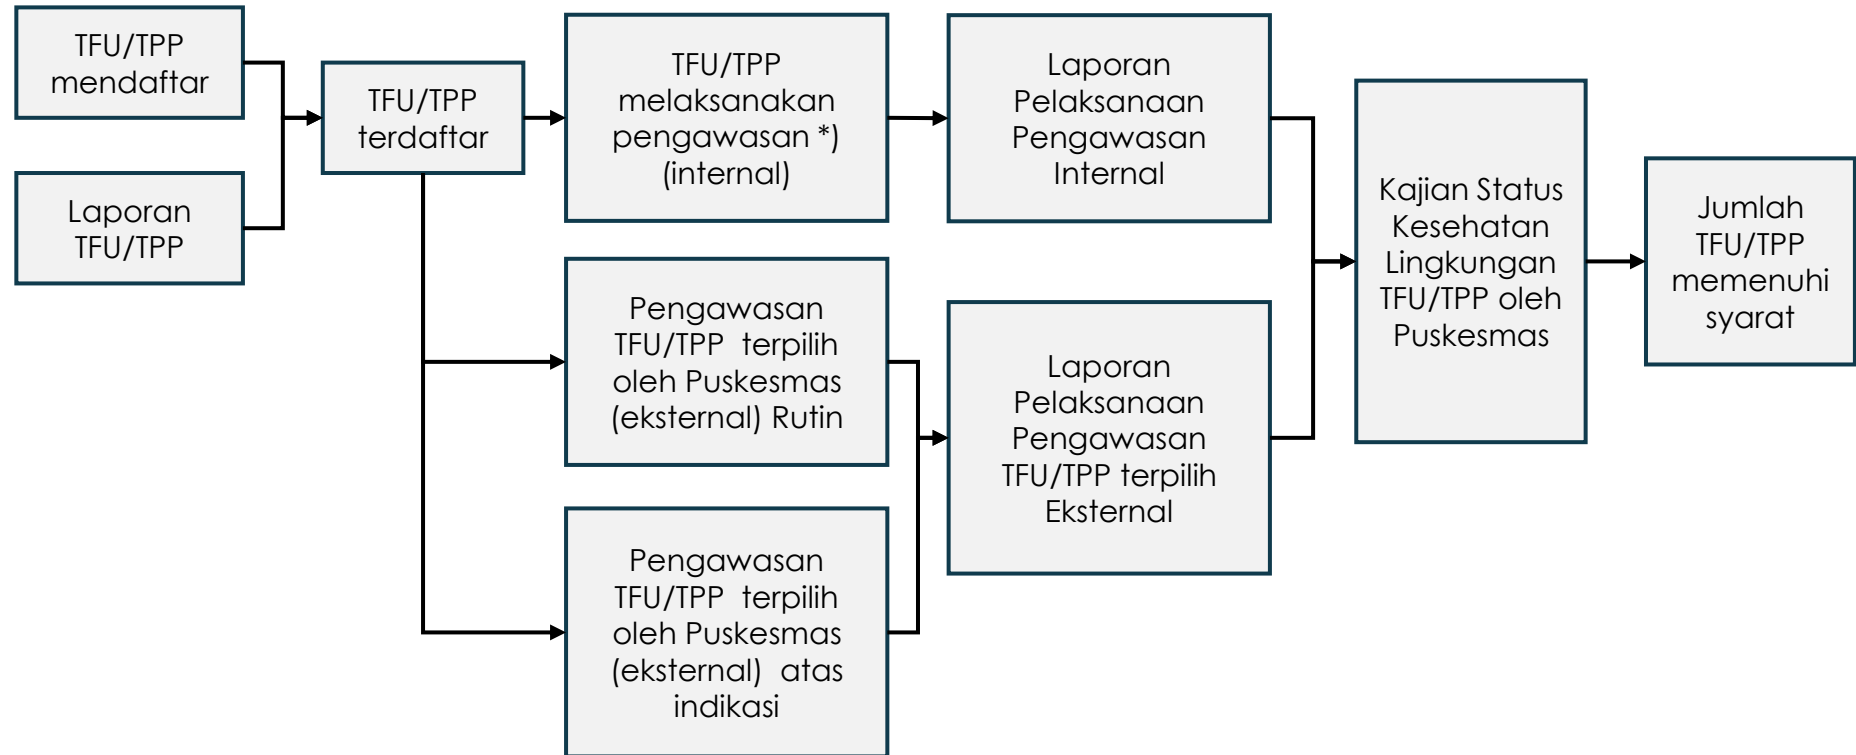 TFU/TPP
mendaftar
Laporan
TFU/TPP
TFU/TPP
terdaftar
TFU/TPP
melaksanakan
pengawasan *)
(internal)
Pengawasan
TFU/TPP  terpilih
oleh Puskesmas
(eksternal) Rutin
Pengawasan
TFU/TPP  terpilih
oleh Puskesmas
(eksternal)  atas
indikasi
Laporan
Pelaksanaan
Pengawasan
Internal
Laporan
Pelaksanaan
Pengawasan
TFU/TPP terpilih
Eksternal
Kajian Status
Kesehatan
Lingkungan
TFU/TPP oleh
Puskesmas
Jumlah
TFU/TPP
memenuhi
syarat